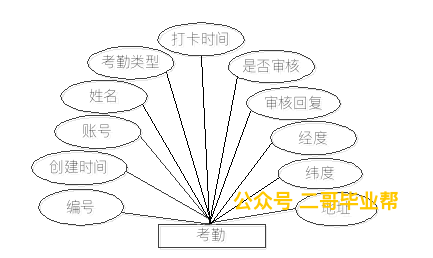 打卡时间
考勤类型
是否审核
姓名
审核回复
账号
经度
创建时间
纬度
编号
地址
公众号 二哥毕业帮
考勤